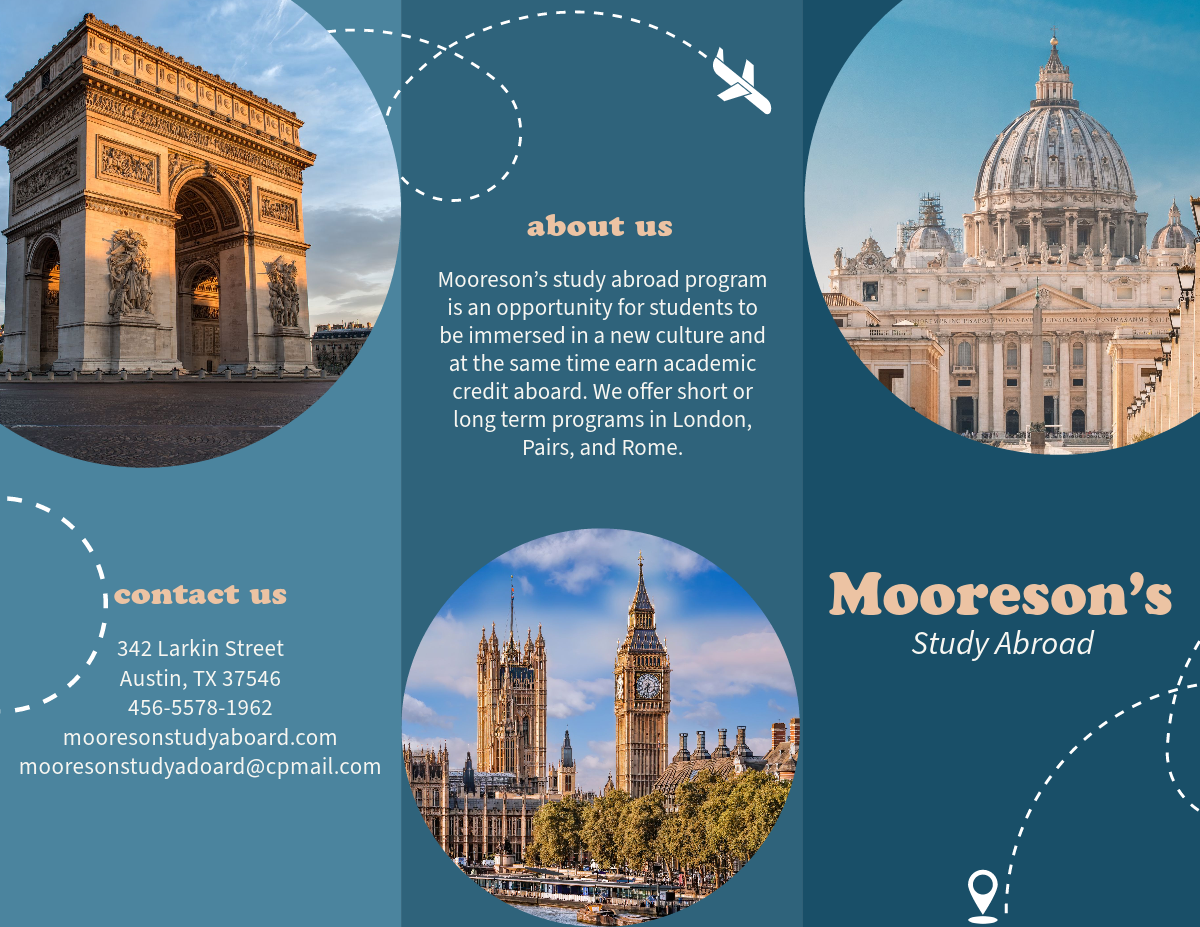 about us
Mooreson’s study abroad program
is an opportunity for students to
be immersed in a new culture and
at the same time earn academic
credit aboard. We offer short or
long term programs in London,
Pairs, and Rome.
contact us
342 Larkin Street
Austin, TX 37546
456-5578-1962
mooresonstudyaboard.com
mooresonstudyadoard@cpmail.com
Mooreson’s
Study Abroad